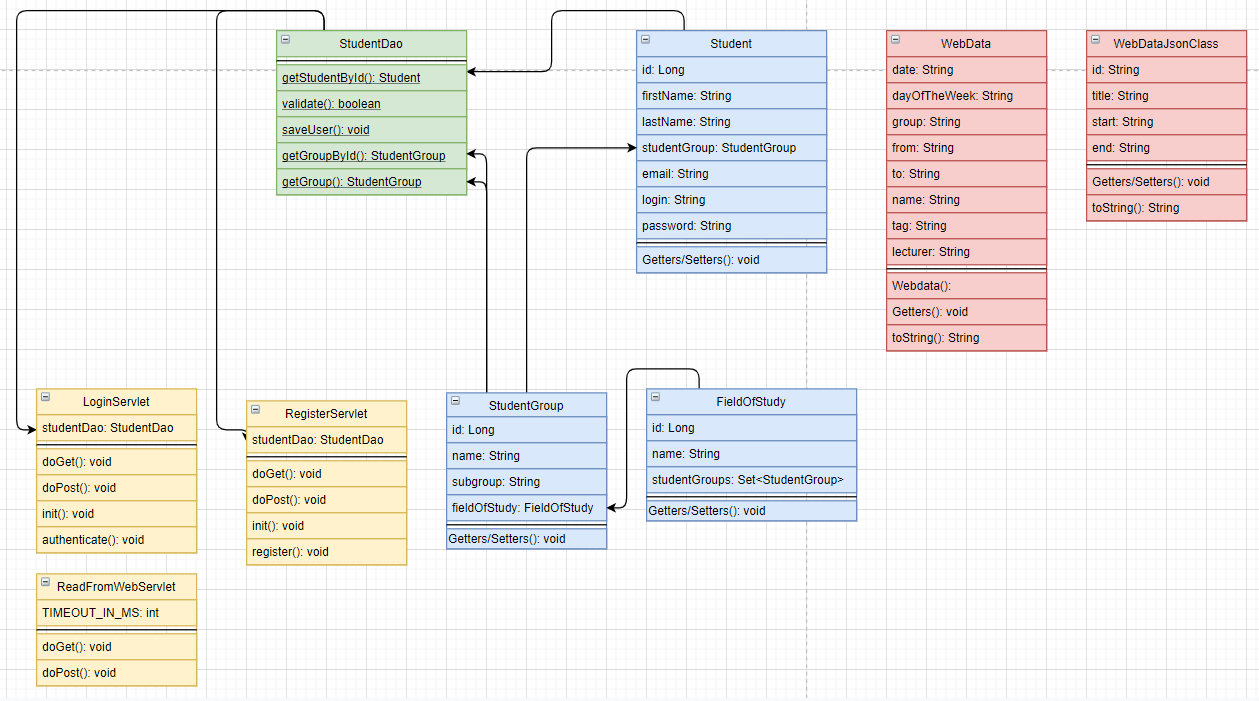 StudentDao
getStudentById(): Student
validate(): boolean
saveUser(): void
getGroupById(): StudentGroup
getGroup(): StudentGroup
Student
id: Long
firstName: String
lastName: String
studentGroup: StudentGroup
email: String
login: String
password: String
Getters/Setters(): void
WebData
date: String
dayOfTheWeek: String
group: String
from: String
to: String
name: String
tag: String
lecturer: String
Webdata():
Getters(): void
toString(): String
WebDataJsonClass
id: String
title: String
start: String
end: String
Getters/Setters(): void
toString(): String
LoginServlet
studentDao: StudentDao
doGet(): void
doPost(): void
init(): void
authenticate(): void
RegisterServlet
studentDao: StudentDao
doGet(): void
doPost(): void
init(): void
register(): void
StudentGroup
id: Long
name: String
subgroup: String
fieldOfStudy: FieldOfStudy
Getters/Setters(): void
FieldOfStudy
id: Long
name: String
studentGroups: Set<StudentGroup>
Getters/Setters(): void
ReadFromWebServlet
TIMEOUT_IN_MS: int
doGet(): void
doPost(): void